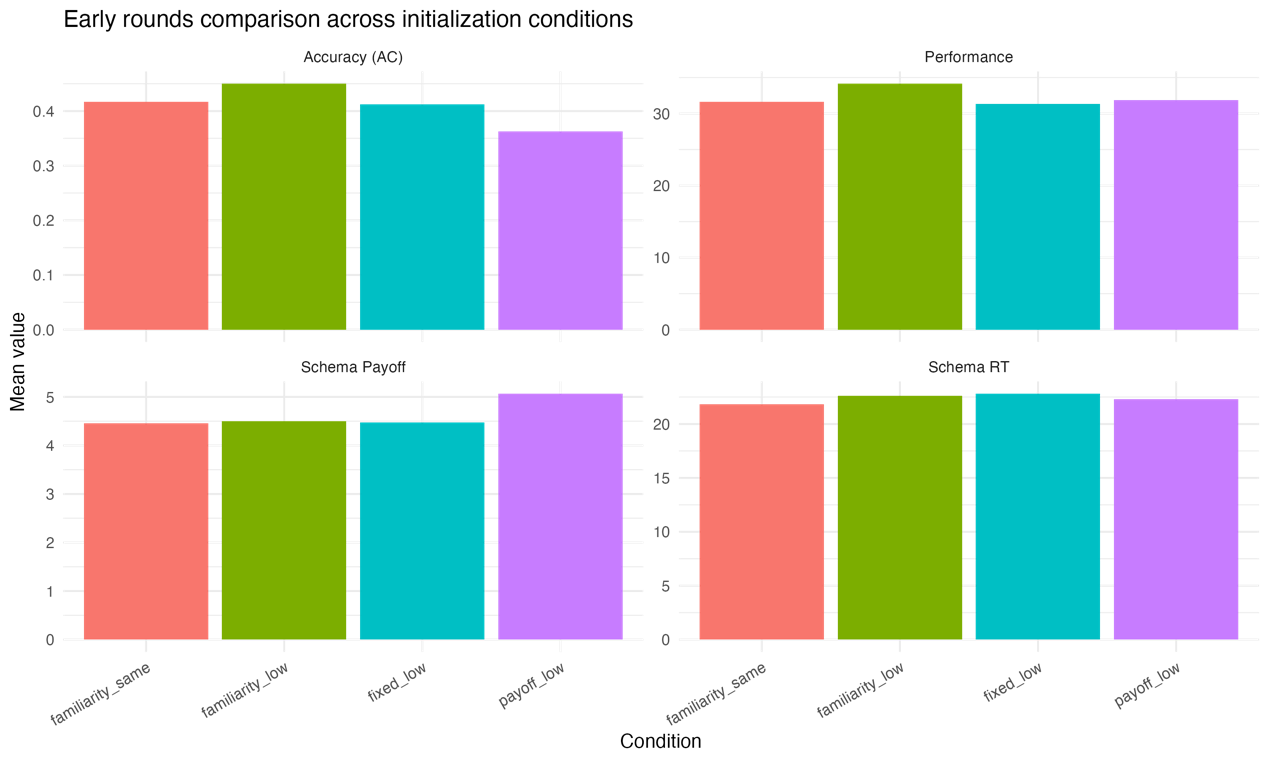 Early rounds comparison across initialization conditions
Accuracy (AC)
0.4
0.3
0.2
0.1
0.0
Performance
30
20
10
0
Mean value
Schema Payoff
5
4
3
2
1
0
familiarity_same
familiarity_low
fixed_low
payoff_low
Schema RT
20
15
10
5
0
familiarity_same
familiarity_low
fixed_low
payoff_low
Condition